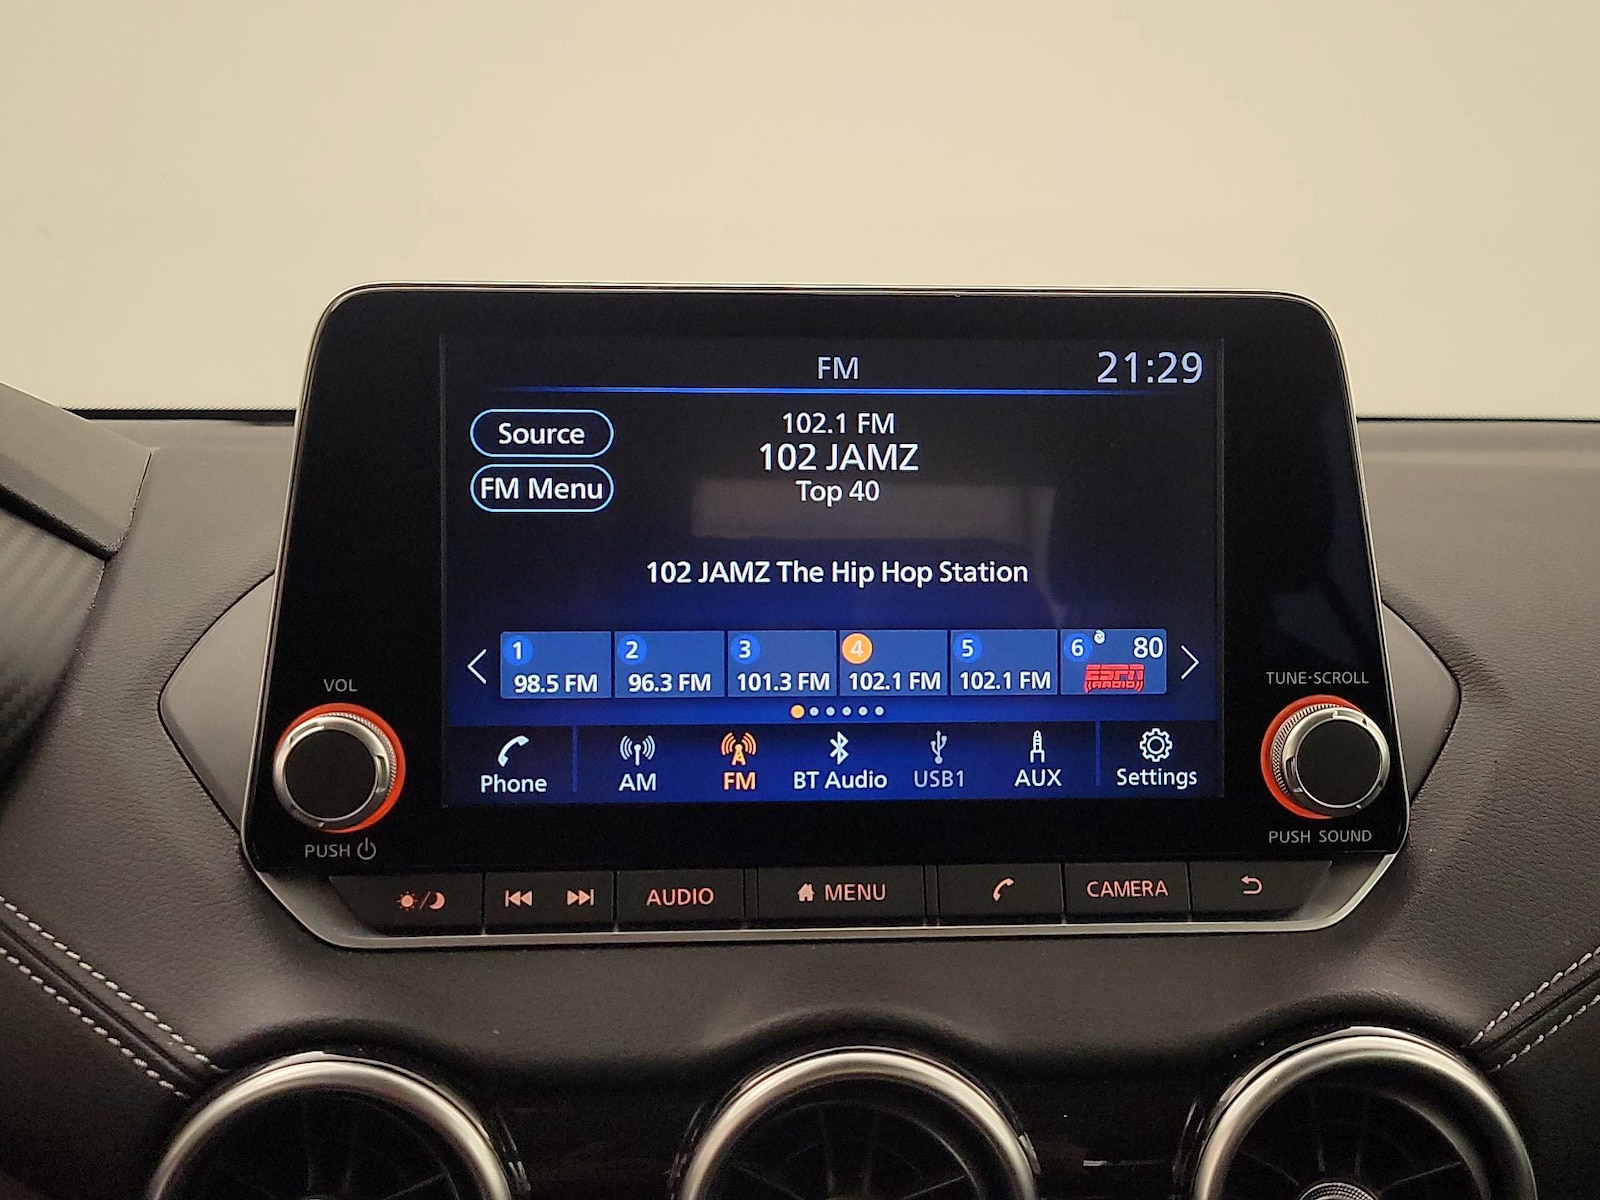 FM
21:29
Source
FM Menu
102.1 FM
102 JAMZ
Top 40
102 JAMZ The Hip Hop Station
1
98.5 FM
2
96.3 FM
3
101.3 FM
4
102.1 FM
5
102.1 FM
6
80
ESPN
RADIO
Phone
AM
FM
BT Audio
USB1
AUX
Settings
VOL
PUSH
TUNE·SCROLL
PUSH SOUND
AUDIO
MENU
CAMERA